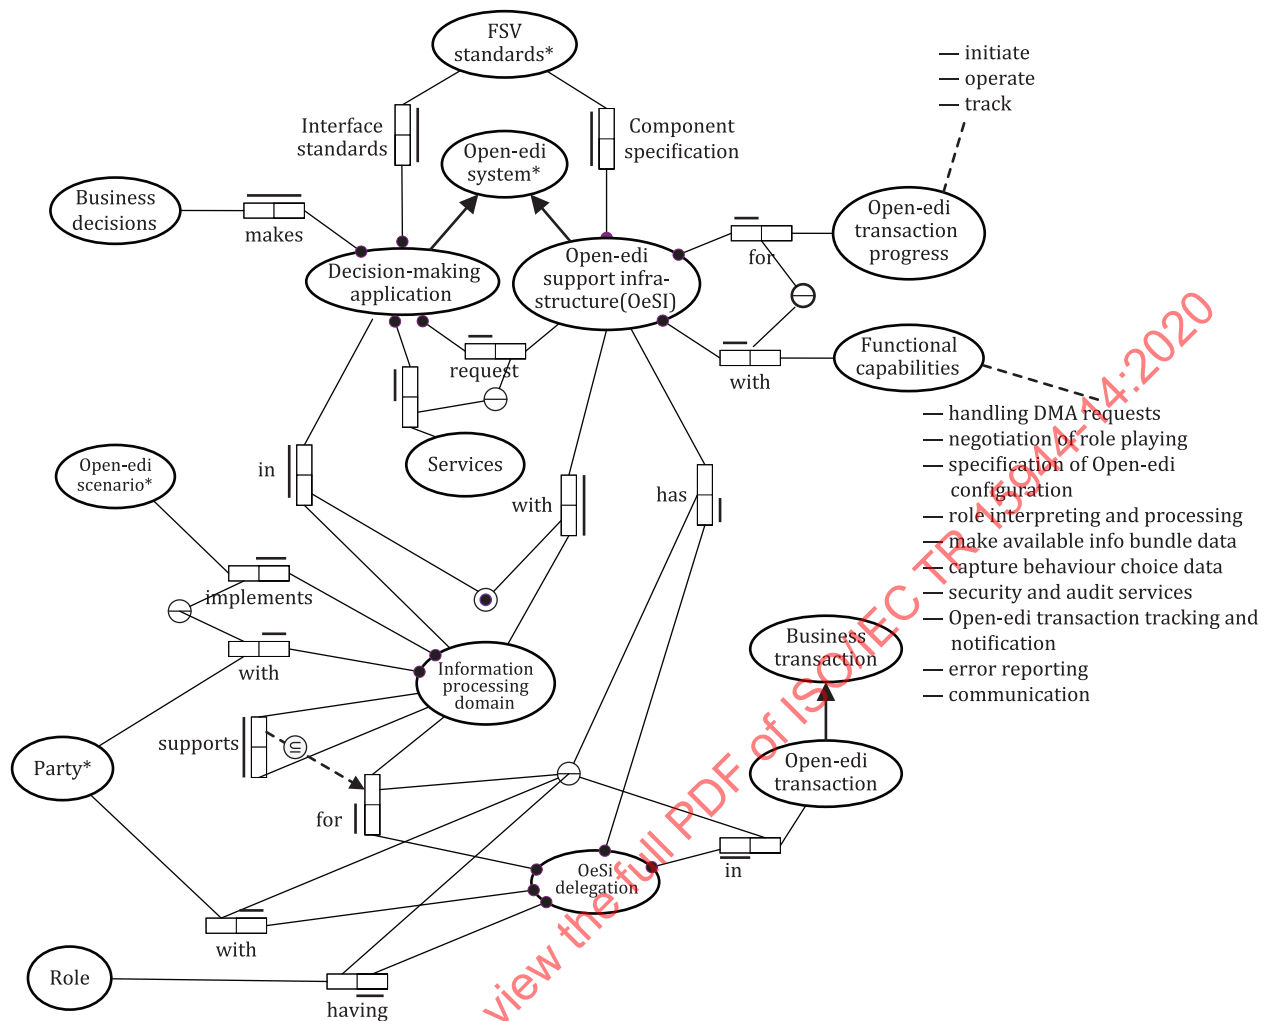 FSV
standards*
— initiate
— operate
— track
Interface
standards
Component
specification
Open-edi
system*
Business
decisions
makes
Open-edi
transaction
progress
for
Decision-making
application
Open-edi
support infra-
structure(OeSI)
request
with
Functional
capabilities
— handling DMA requests
— negotiation of role playing
— specification of Open-edi
configuration
— role interpreting and processing
— make available info bundle data
— capture behaviour choice data
— security and audit services
— Open-edi transaction tracking and
notification
— error reporting
— communication
Services
Open-edi
scenario*
in
with
has
implements
with
Information
processing
domain
Business
transaction
supports
UI
Party*
Open-edi
transaction
for
in
OeSi
delegation
with
Role
having
view the full PDF of ISO/IEC TR 15944-14:2020